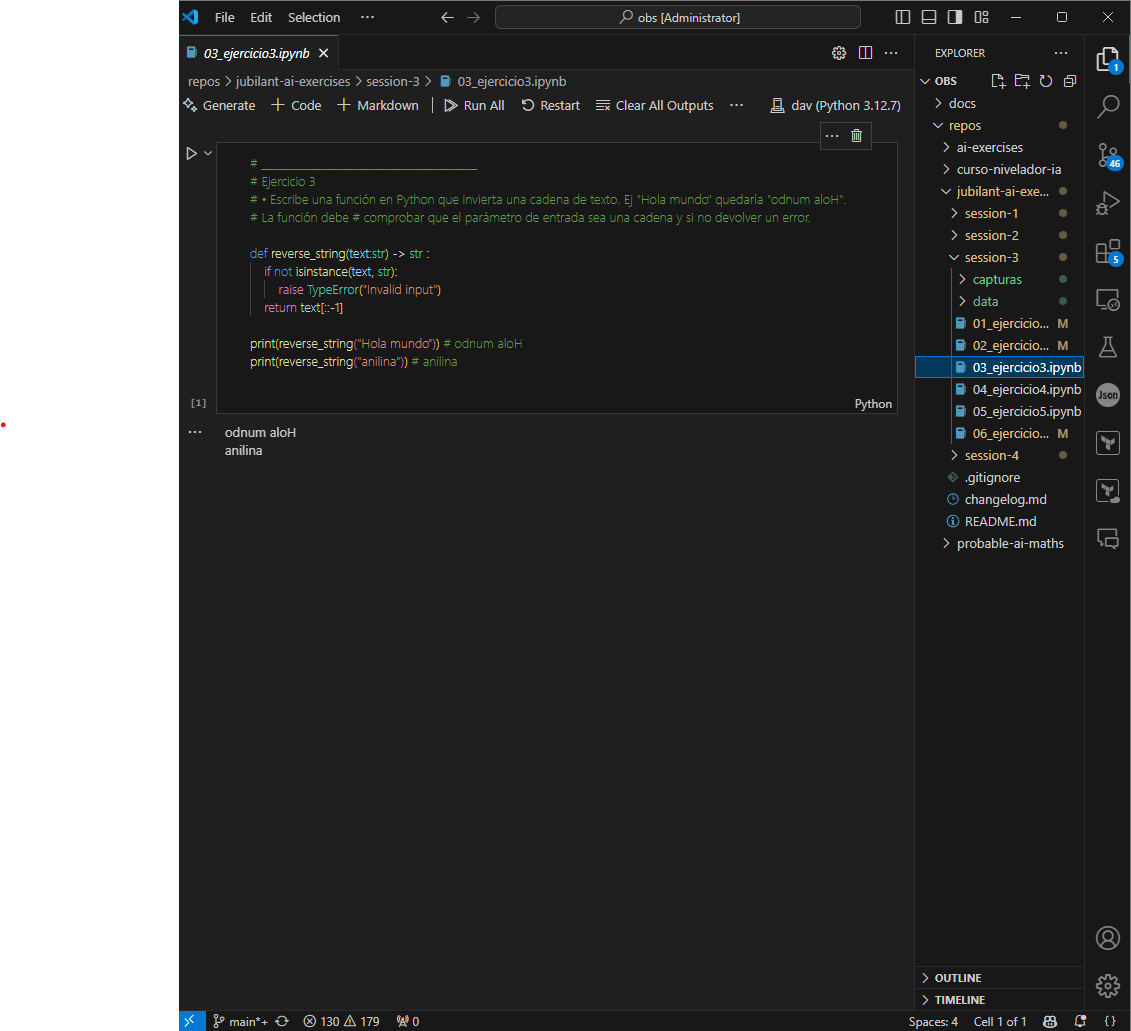 File Edit Selection ··· obs [Administrator]
03_ejercicio3.ipynb
repos > jubilant-ai-exercises > session-3 > 03_ejercicio3.ipynb
Generate + Code + Markdown | Run All Restart Clear All Outputs ··· dav (Python 3.12.7)
# ____________________________________
# Ejercicio 3
# • Escribe una función en Python que invierta una cadena de texto. Ej "Hola mundo" quedaría "odnum aloH".
# La función debe # comprobar que el parámetro de entrada sea una cadena y si no devolver un error.
def reverse_string(text:str) -> str :
if not isinstance(text, str):
raise TypeError("Invalid input")
return text[::-1]
print(reverse_string("Hola mundo")) # odnum aloH
print(reverse_string("anilina")) # anilina
[1]
Python
odnum aloH
anilina
EXPLORER
OBS
docs
repos
ai-exercises
curso-nivelador-ia
jubilant-ai-exe...
session-1
session-2
session-3
capturas
data
01_ejercicio... M
02_ejercicio... M
03_ejercicio3.ipynb
04_ejercicio4.ipynb
05_ejercicio5.ipynb
06_ejercicio... M
session-4
.gitignore
changelog.md
README.md
probable-ai-maths
OUTLINE
TIMELINE
1
46
5
Json
main*+ 130 179 0
Spaces: 4 Cell 1 of 1 { }